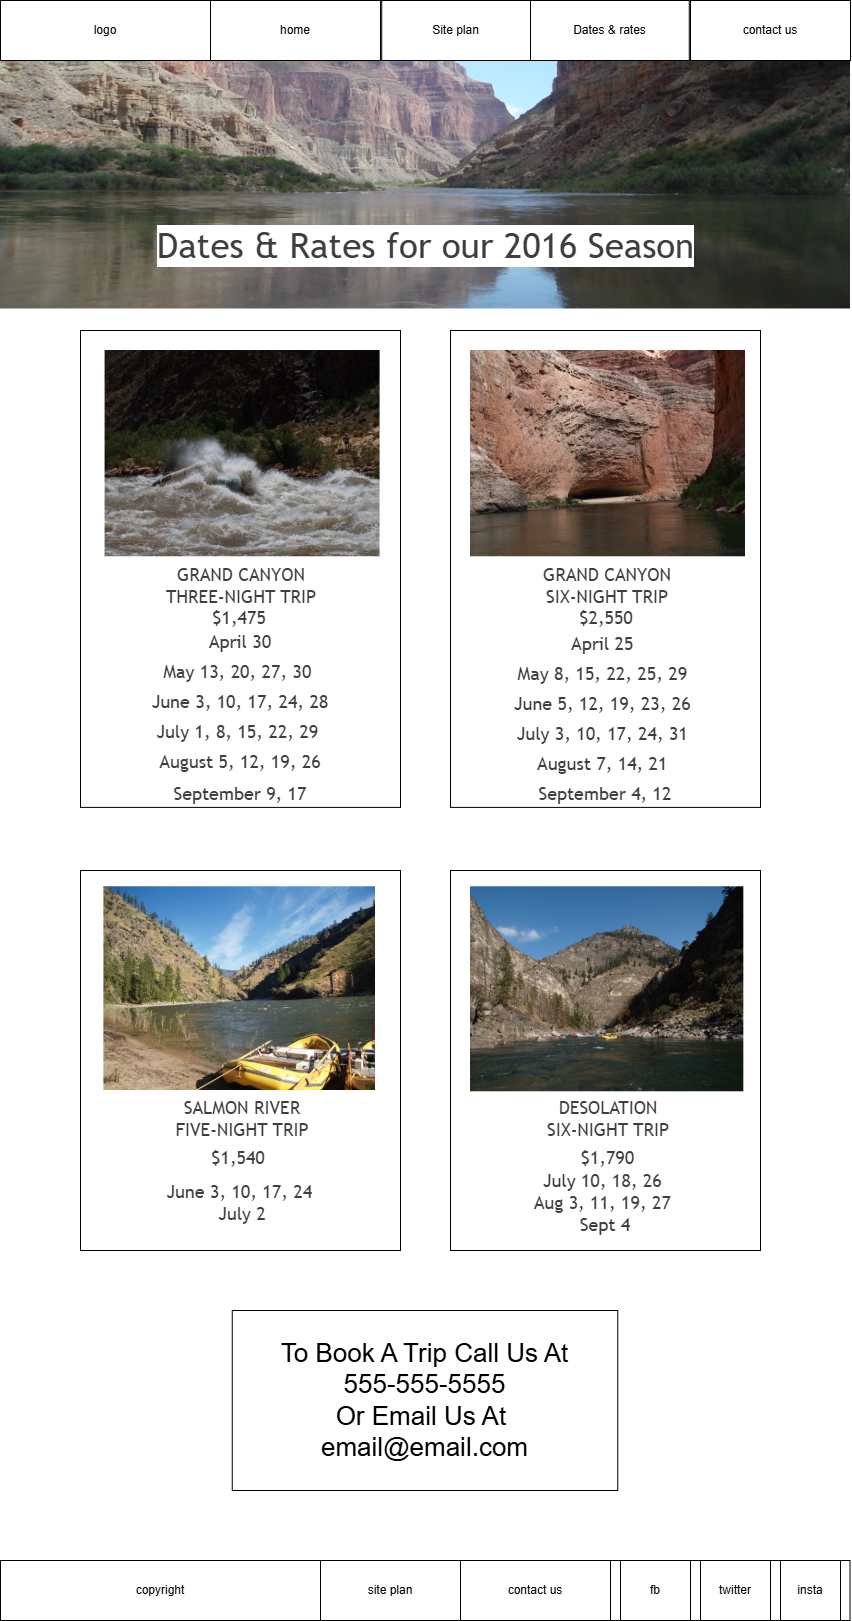 logo
home
Site plan
Dates & rates
contact us
Dates & Rates for our 2016 Season
GRAND CANYON
THREE-NIGHT TRIP
$1,475
April 30
May 13, 20, 27, 30
June 3, 10, 17, 24, 28
July 1, 8, 15, 22, 29
August 5, 12, 19, 26
September 9, 17
GRAND CANYON
SIX-NIGHT TRIP
$2,550
April 25
May 8, 15, 22, 25, 29
June 5, 12, 19, 23, 26
July 3, 10, 17, 24, 31
August 7, 14, 21
September 4, 12
SALMON RIVER
FIVE-NIGHT TRIP
$1,540
June 3, 10, 17, 24
July 2
DESOLATION
SIX-NIGHT TRIP
$1,790
July 10, 18, 26
Aug 3, 11, 19, 27
Sept 4
To Book A Trip Call Us At
555-555-5555
Or Email Us At
email@email.com
copyright
site plan
contact us
fb
twitter
insta